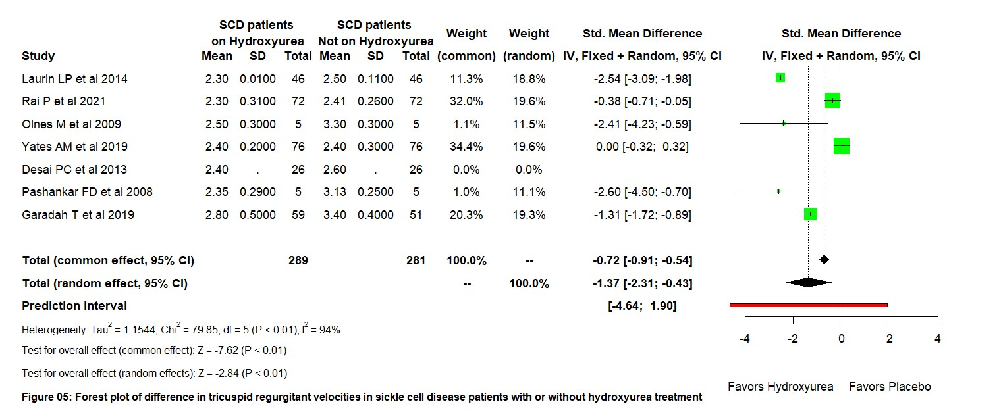 SCD patients SCD patients
on Hydroxyurea Not on Hydroxyurea Weight Weight Std. Mean Difference Std. Mean Difference
Study Mean SD Total Mean SD Total (common) (random) IV, Fixed + Random, 95% CI IV, Fixed + Random, 95% CI
Laurin LP et al 2014 2.30 0.0100 46 2.50 0.1100 46 11.3% 18.8% -2.54 [-3.09; -1.98]
Rai P et al 2021 2.30 0.3100 72 2.41 0.2600 72 32.0% 19.6% -0.38 [-0.71; -0.05]
Olnes M et al 2009 2.50 0.3000 5 3.30 0.3000 5 1.1% 11.5% -2.41 [-4.23; -0.59]
Yates AM et al 2019 2.40 0.2000 76 2.40 0.3000 76 34.4% 19.6% 0.00 [-0.32; 0.32]
Desai PC et al 2013 2.40 . 26 2.60 . 26 0.0% 0.0%
Pashankar FD et al 2008 2.35 0.2900 5 3.13 0.2500 5 1.0% 11.1% -2.60 [-4.50; -0.70]
Garadah T et al 2019 2.80 0.5000 59 3.40 0.4000 51 20.3% 19.3% -1.31 [-1.72; -0.89]
Total (common effect, 95% CI) 289 281 100.0% -- -0.72 [-0.91; -0.54]
Total (random effect, 95% CI) -- 100.0% -1.37 [-2.31; -0.43]
Prediction interval [-4.64; 1.90]
Heterogeneity: Tau² = 1.1544; Chi² = 79.85, df = 5 (P < 0.01); I² = 94%
-4 -2 0 2 4
Test for overall effect (common effect): Z = -7.62 (P < 0.01)
Test for overall effect (random effects): Z = -2.84 (P < 0.01)
Favors Hydroxyurea Favors Placebo
Figure 05: Forest plot of difference in tricuspid regurgitant velocities in sickle cell disease patients with or without hydroxyurea treatment